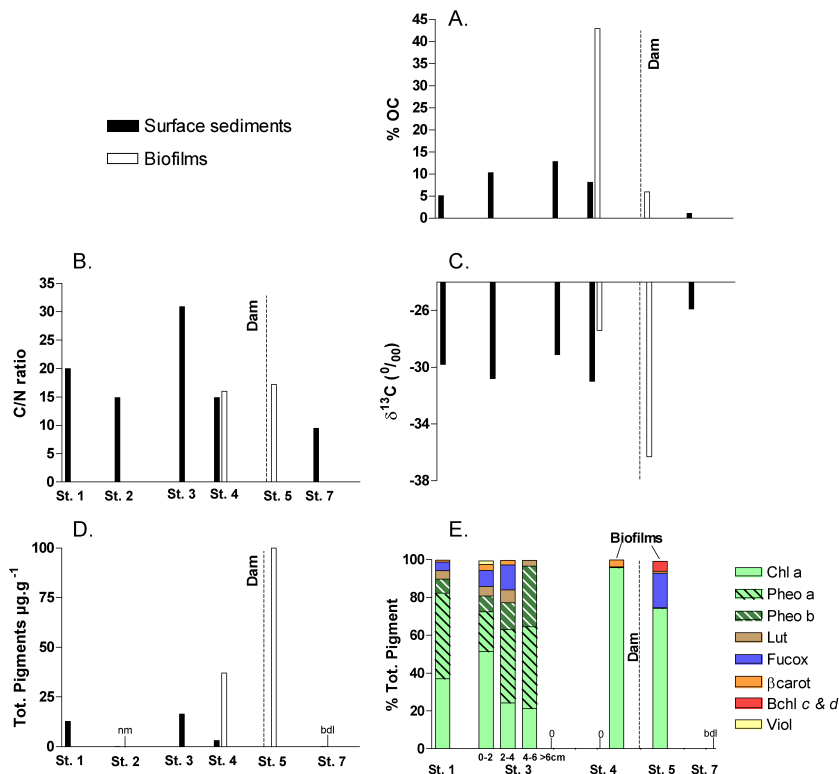 A.
45
40
35
30
25
20
15
10
5
0
% OC
Dam
Surface sediments
Biofilms
B.
35
30
25
20
15
10
5
0
C/N ratio
Dam
St. 1 St. 2 St. 3 St. 4 St. 5 St. 7
C.
-26
-30
-34
-38
δ13C (0/00)
D.
100
75
50
25
0
Tot. Pigments µg.g-1
Dam
nm
bdl
St. 1 St. 2 St. 3 St. 4 St. 5 St. 7
E.
Biofilms
100
80
60
40
20
0
% Tot. Pigment
Dam
0 0 bdl
0-2 2-4 4-6 >6cm
St. 1 St. 3 St. 4 St. 5 St. 7
Chl a
Pheo a
Pheo b
Lut
Fucox
βcarot
Bchl c & d
Viol